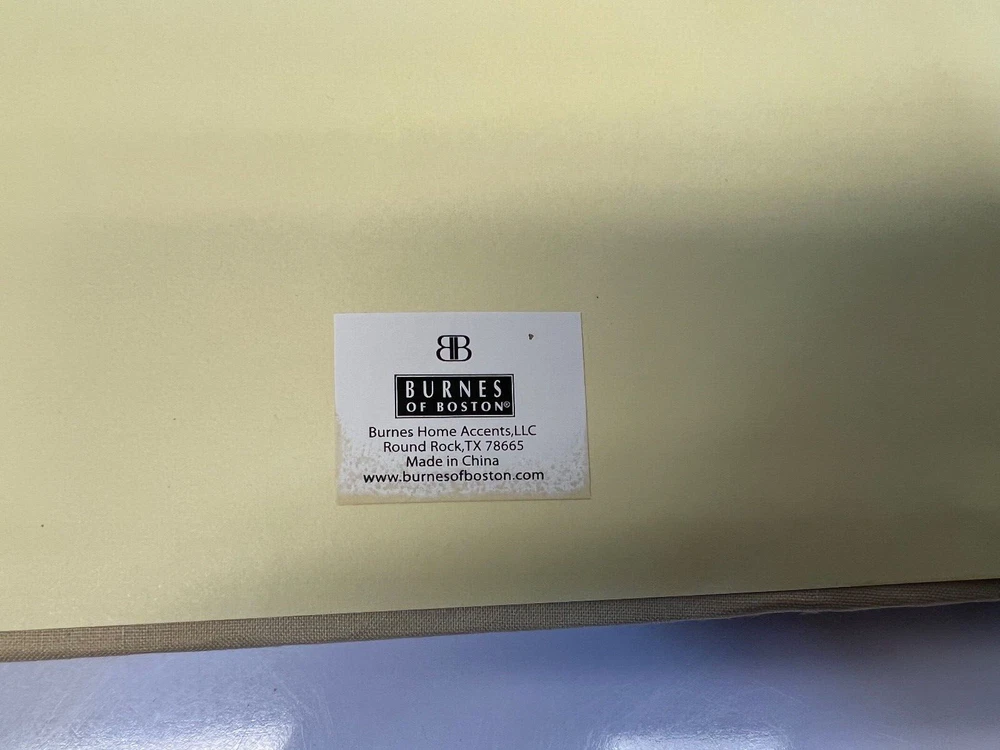 BB
BURNES
OF BOSTON®
Burnes Home Accents,LLC
Round Rock,TX 78665
Made in China
www.burnesofboston.com